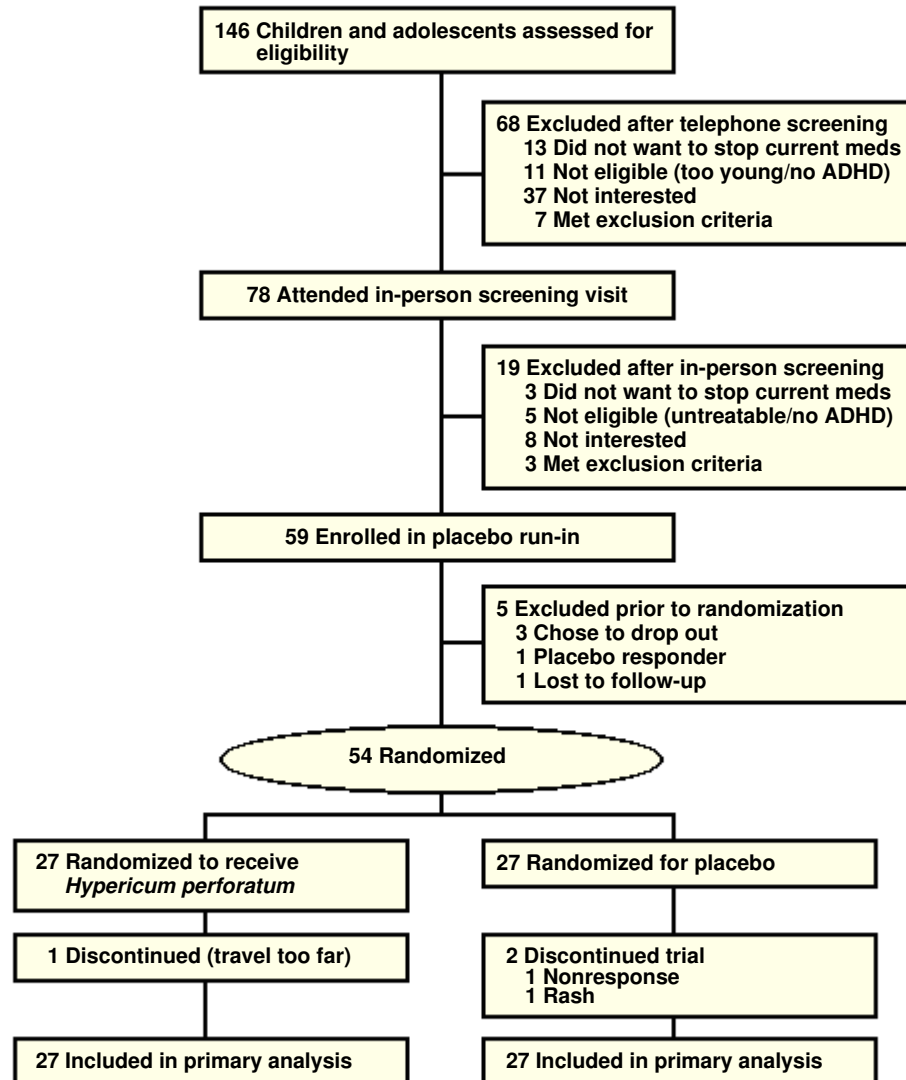 146 Children and adolescents assessed for
eligibility
68 Excluded after telephone screening
13 Did not want to stop current meds
11 Not eligible (too young/no ADHD)
37 Not interested
7 Met exclusion criteria
78 Attended in-person screening visit
19 Excluded after in-person screening
3 Did not want to stop current meds
5 Not eligible (untreatable/no ADHD)
8 Not interested
3 Met exclusion criteria
59 Enrolled in placebo run-in
5 Excluded prior to randomization
3 Chose to drop out
1 Placebo responder
1 Lost to follow-up
54 Randomized
27 Randomized to receive
Hypericum perforatum
27 Randomized for placebo
1 Discontinued (travel too far)
2 Discontinued trial
1 Nonresponse
1 Rash
27 Included in primary analysis
27 Included in primary analysis